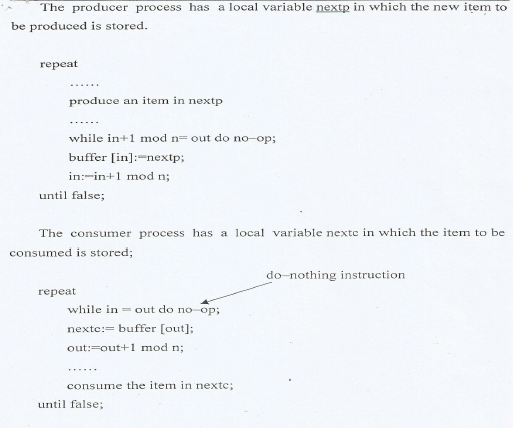 The producer process has a local variable nextp in which the new item to
be produced is stored.
repeat
......
produce an item in nextp
......
while in+1 mod n= out do no-op;
buffer [in]:=nextp;
in:=in+1 mod n;
until false;
The consumer process has a local variable nextc in which the item to be
consumed is stored;
do-nothing instruction
repeat
while in = out do no-op;
nextc:= buffer [out];
out:=out+1 mod n;
......
consume the item in nextc;
until false;